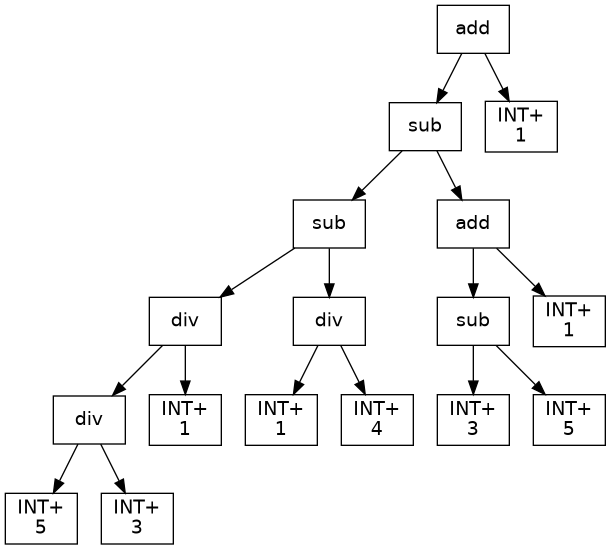 add
sub
INT+
1
sub
add
div
div
sub
INT+
1
div
INT+
1
INT+
1
INT+
4
INT+
3
INT+
5
INT+
5
INT+
3